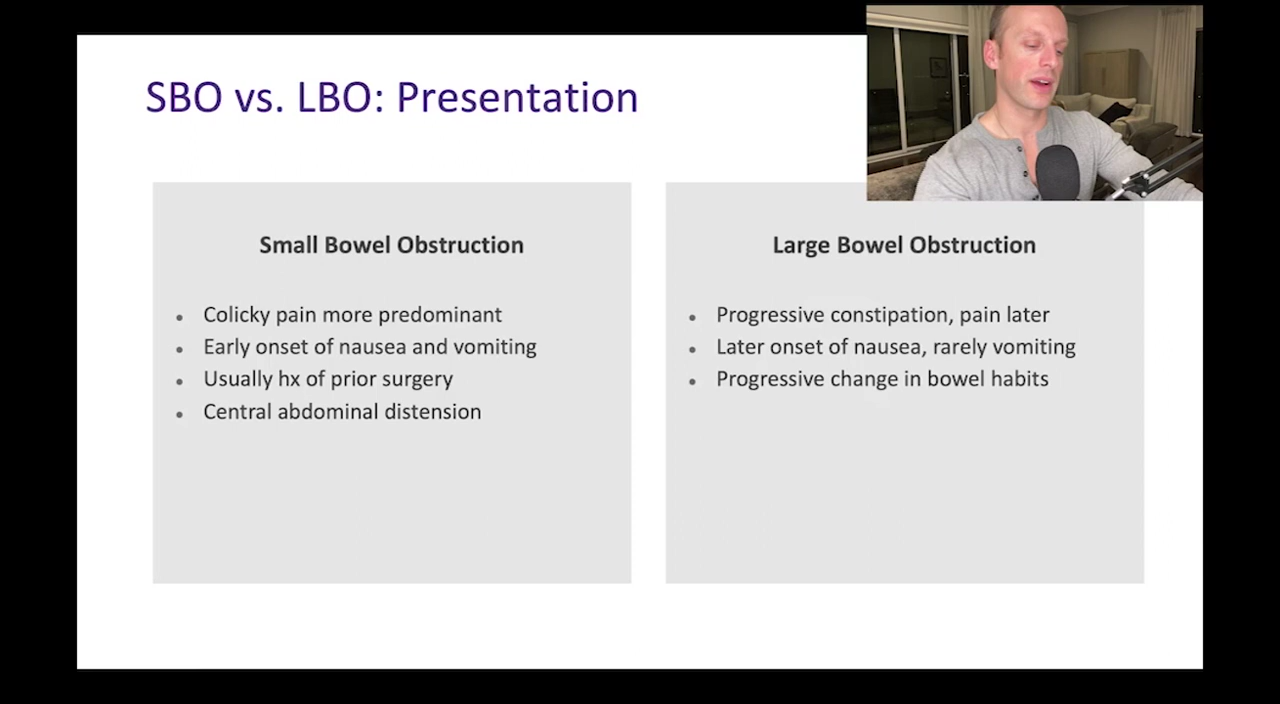 SBO vs. LBO: Presentation
Small Bowel Obstruction
• Colicky pain more predominant
• Early onset of nausea and vomiting
• Usually hx of prior surgery
• Central abdominal distension
Large Bowel Obstruction
• Progressive constipation, pain later
• Later onset of nausea, rarely vomiting
• Progressive change in bowel habits